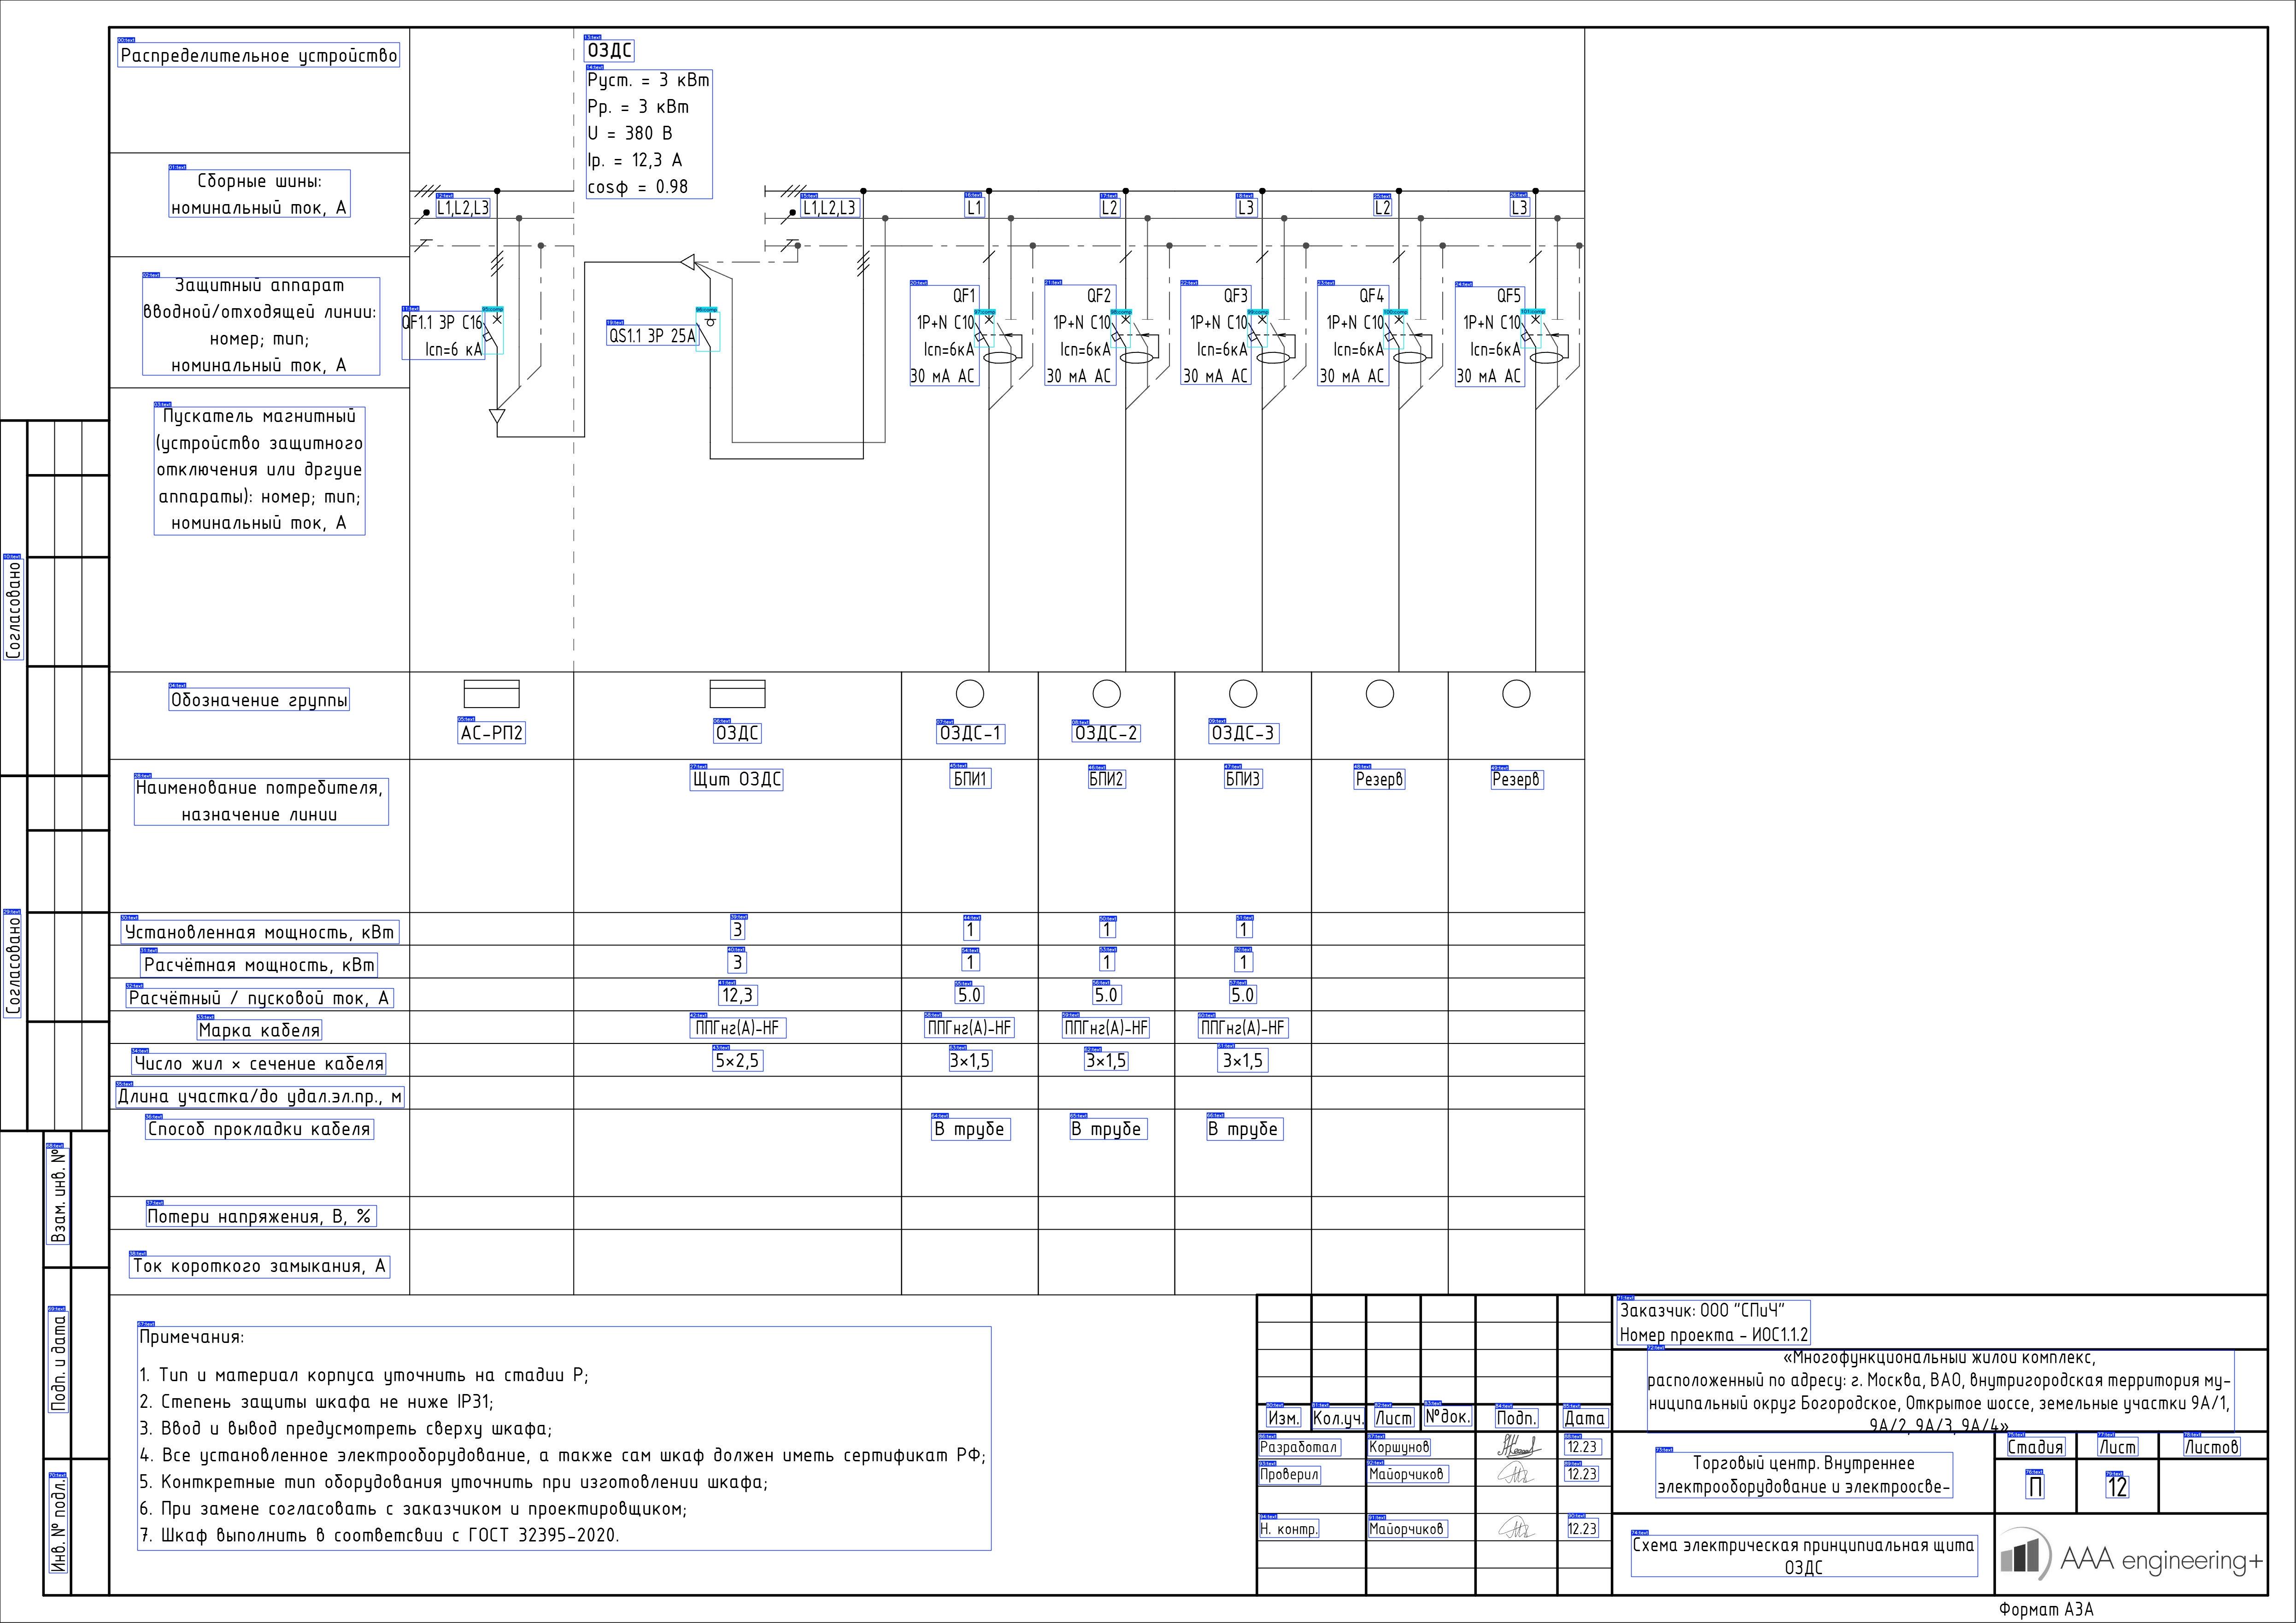 Распределительное устройство
ОЗДС
Руст. = 3 кВт
Рр. = 3 кВт
U = 380 В
Iр. = 12,3 А
cosφ = 0.98
Сборные шины:
номинальный ток, А
L1,L2,L3
L1,L2,L3
L1
L2
L3
L2
L3
Защитный аппарат
вводной/отходящей линии:
номер; тип;
номинальный ток, А
QF1.1 3P C16
Icn=6 кА
QS1.1 3P 25A
QF1
1P+N C10
Icn=6кА
30 мА АС
QF2
1P+N C10
Icn=6кА
30 мА АС
QF3
1P+N C10
Icn=6кА
30 мА АС
QF4
1P+N C10
Icn=6кА
30 мА АС
QF5
1P+N C10
Icn=6кА
30 мА АС
Пускатель магнитный
(устройство защитного
отключения или дргуие
аппараты): номер; тип;
номинальный ток, А
Обозначение группы
АС-РП2
ОЗДС
ОЗДС-1
ОЗДС-2
ОЗДС-3
Наименование потребителя,
назначение линии
Щит ОЗДС
БПИ1
БПИ2
БПИ3
Резерв
Резерв
Установленная мощность, кВт
3
1
1
1
Расчётная мощность, кВт
3
1
1
1
Расчётный / пусковой ток, А
12,3
5.0
5.0
5.0
Марка кабеля
ППГнг(А)-HF
ППГнг(А)-HF
ППГнг(А)-HF
ППГнг(А)-HF
Число жил × сечение кабеля
5×2,5
3×1,5
3×1,5
3×1,5
Длина участка/до удал.эл.пр., м
Способ прокладки кабеля
В трубе
В трубе
В трубе
Потери напряжения, В, %
Ток короткого замыкания, А
Примечания:
1. Тип и материал корпуса уточнить на стадии Р;
2. Степень защиты шкафа не ниже IP31;
3. Ввод и вывод предусмотреть сверху шкафа;
4. Все установленное электрооборудование, а также сам шкаф должен иметь сертификат РФ;
5. Конткретные тип оборудования уточнить при изготовлении шкафа;
6. При замене согласовать с заказчиком и проектировщиком;
7. Шкаф выполнить в соответсвии с ГОСТ 32395-2020.
Согласовано
Согласовано
Взам. инв. №
Подп. и дата
Инв. № подл.
Заказчик: ООО "СПиЧ"
Номер проекта - ИОС1.1.2
«Многофункциональный жилой комплекс,
расположенный по адресу: г. Москва, ВАО, внутригородская территория му-
ниципальный округ Богородское, Открытое шоссе, земельные участки 9А/1,
9А/2, 9А/3, 9А/4»
Изм.
Кол.уч.
Лист
№док.
Подп.
Дата
Разработал
Коршунов
12.23
Проверил
Майорчиков
12.23
Н. контр.
Майорчиков
12.23
Торговый центр. Внутреннее
электрооборудование и электроосве-
Стадия
Лист
Листов
П
12
Схема электрическая принципиальная щита
ОЗДС
AAA engineering+
Формат А3А